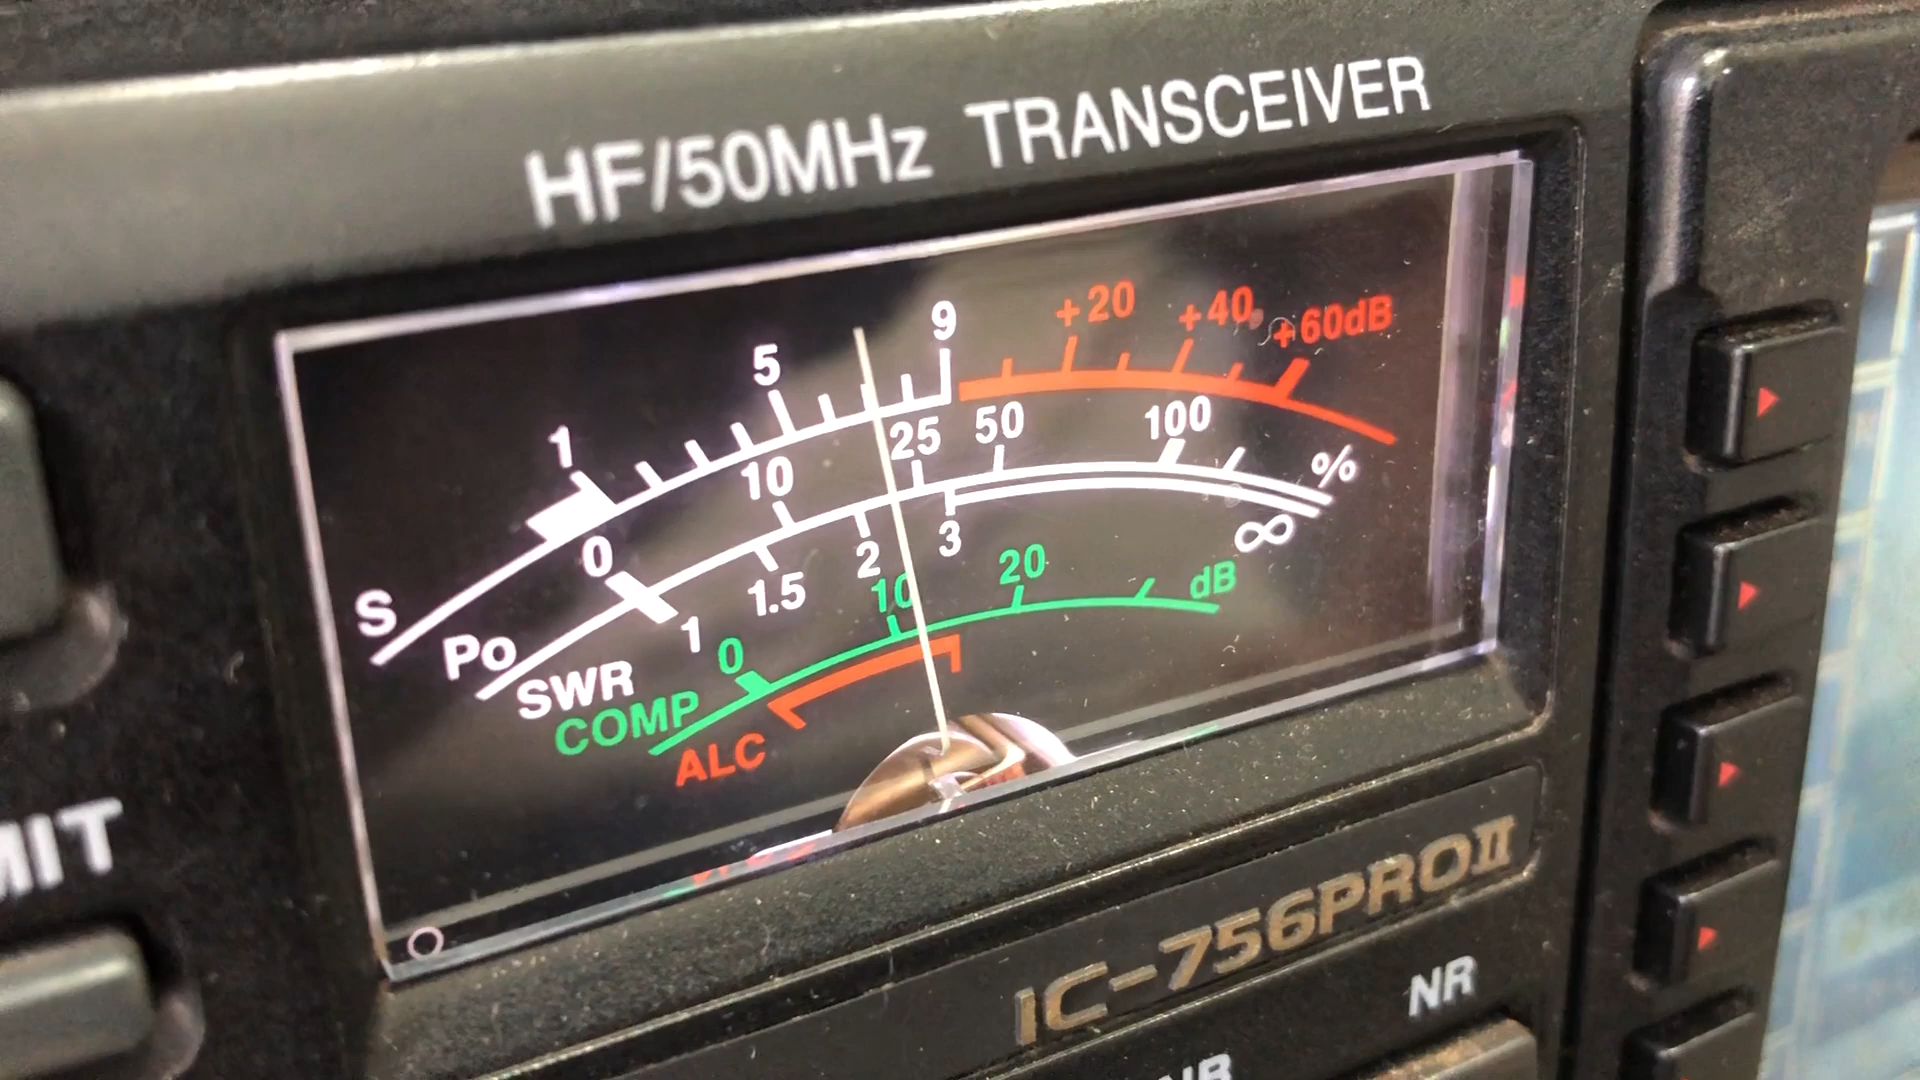 HF/50MHz TRANSCEIVER
S 1 5 9 +20 +40 +60dB
Po 0 10 25 50 100 %
SWR 1 1.5 2 3 ∞
COMP 0 10 20 dB
ALC
IC-756PROII
NR